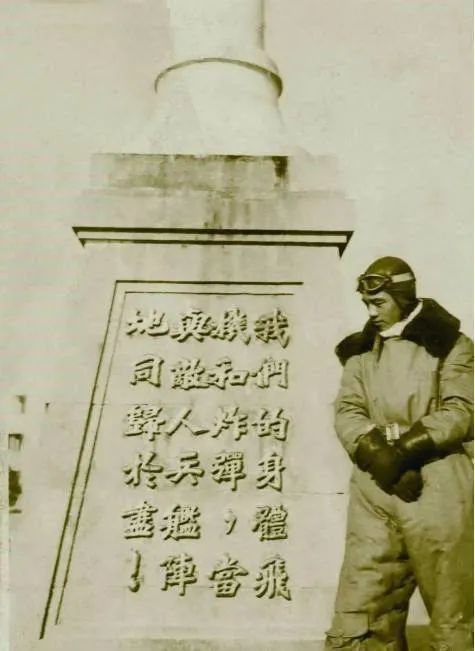 我們的身體飛
機和炸彈，當
與敵人兵艦陣
地同歸於盡！